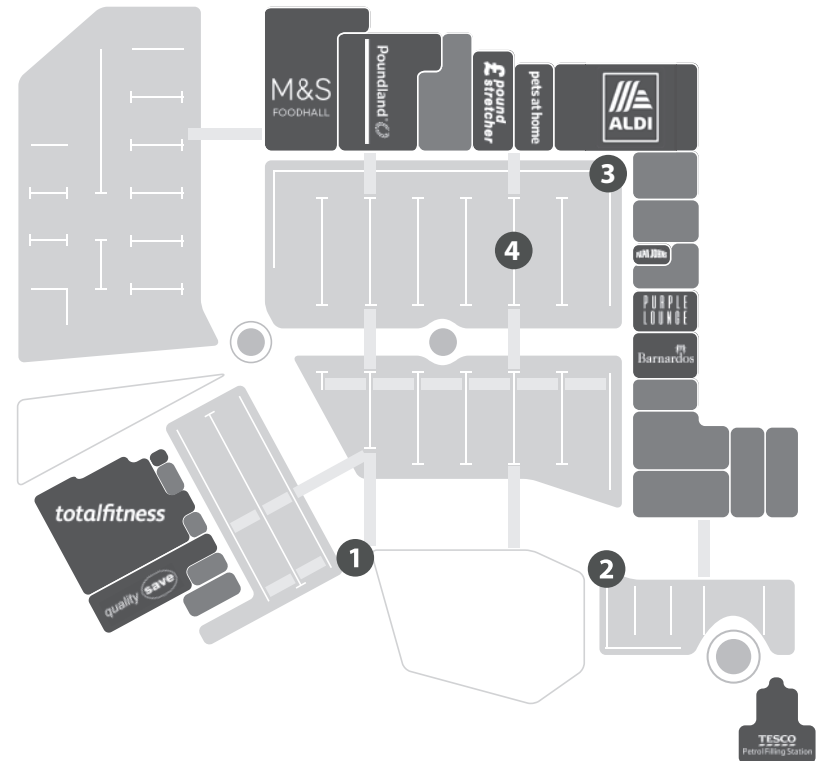 M&S
FOODHALL
Poundland
£ pound
stretcher
pets at home
ALDI
3
4
PAPA JOHNS
PURPLE
LOUNGE
Barnardos
totalfitness
quality save
1
2
TESCO
Petrol Filling Station